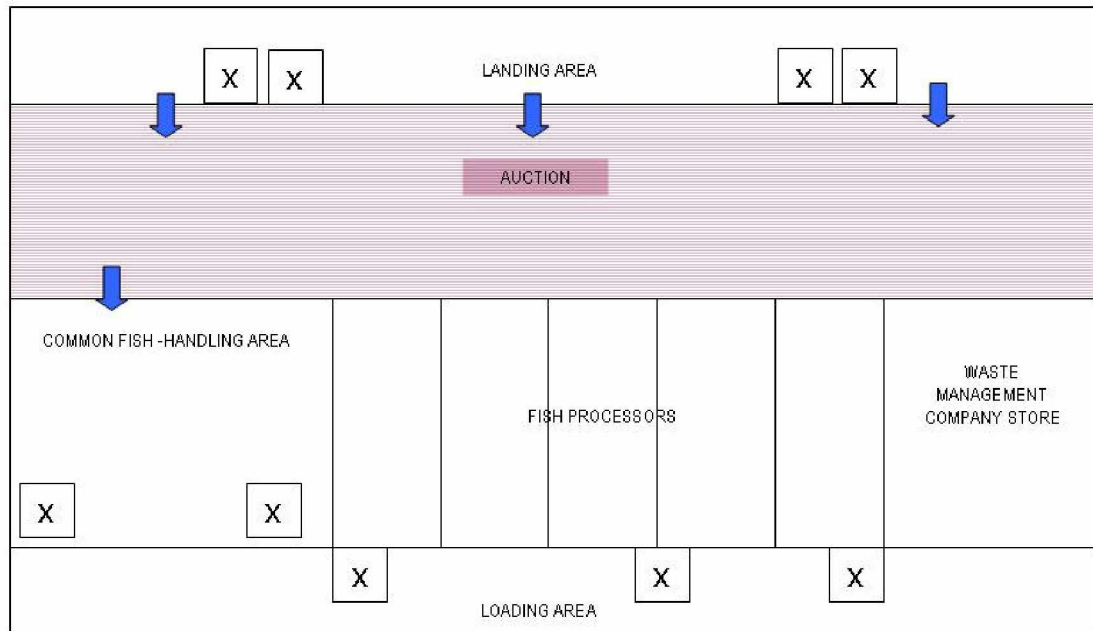 X X X X
LANDING AREA
AUCTION
COMMON FISH -HANDLING AREA
WASTE
MANAGEMENT
COMPANY STORE
FISH PROCESSORS
X X
X X X
LOADING AREA